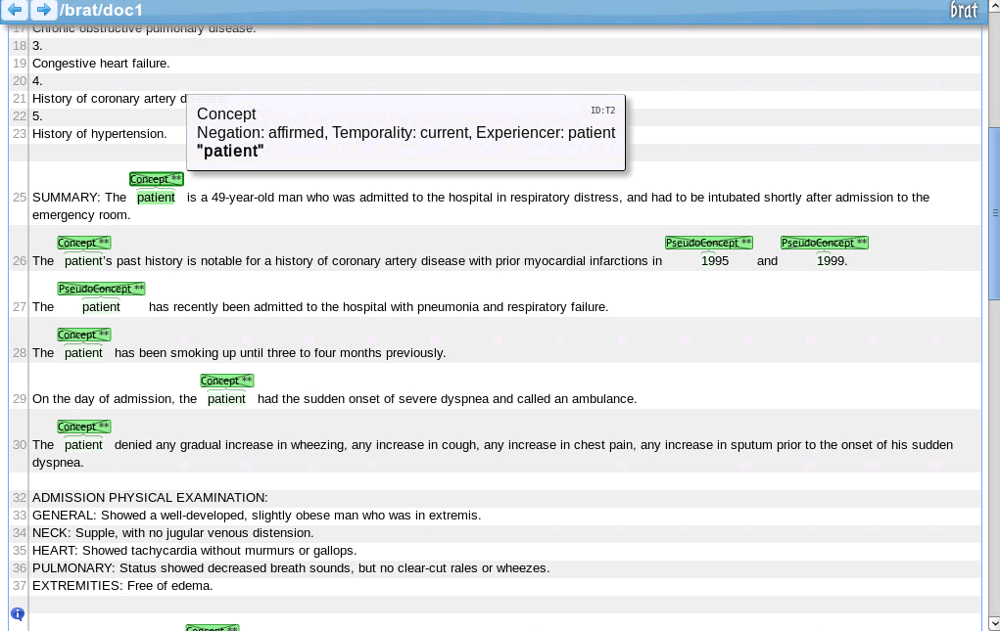 /brat/doc1
brat
17 Chronic obstructive pulmonary disease.
18 3.
19 Congestive heart failure.
20 4.
21 History of coronary artery disease.
22 5.
23 History of hypertension.
Concept ID:T2
Negation: affirmed, Temporality: current, Experiencer: patient
"patient"
Concept **
25 SUMMARY: The patient is a 49-year-old man who was admitted to the hospital in respiratory distress, and had to be intubated shortly after admission to the
emergency room.
Concept ** PseudoConcept ** PseudoConcept **
26 The patient's past history is notable for a history of coronary artery disease with prior myocardial infarctions in 1995 and 1999.
PseudoConcept **
27 The patient has recently been admitted to the hospital with pneumonia and respiratory failure.
Concept **
28 The patient has been smoking up until three to four months previously.
Concept **
29 On the day of admission, the patient had the sudden onset of severe dyspnea and called an ambulance.
Concept **
30 The patient denied any gradual increase in wheezing, any increase in cough, any increase in chest pain, any increase in sputum prior to the onset of his sudden
dyspnea.
32 ADMISSION PHYSICAL EXAMINATION:
33 GENERAL: Showed a well-developed, slightly obese man who was in extremis.
34 NECK: Supple, with no jugular venous distension.
35 HEART: Showed tachycardia without murmurs or gallops.
36 PULMONARY: Status showed decreased breath sounds, but no clear-cut rales or wheezes.
37 EXTREMITIES: Free of edema.
Concept **